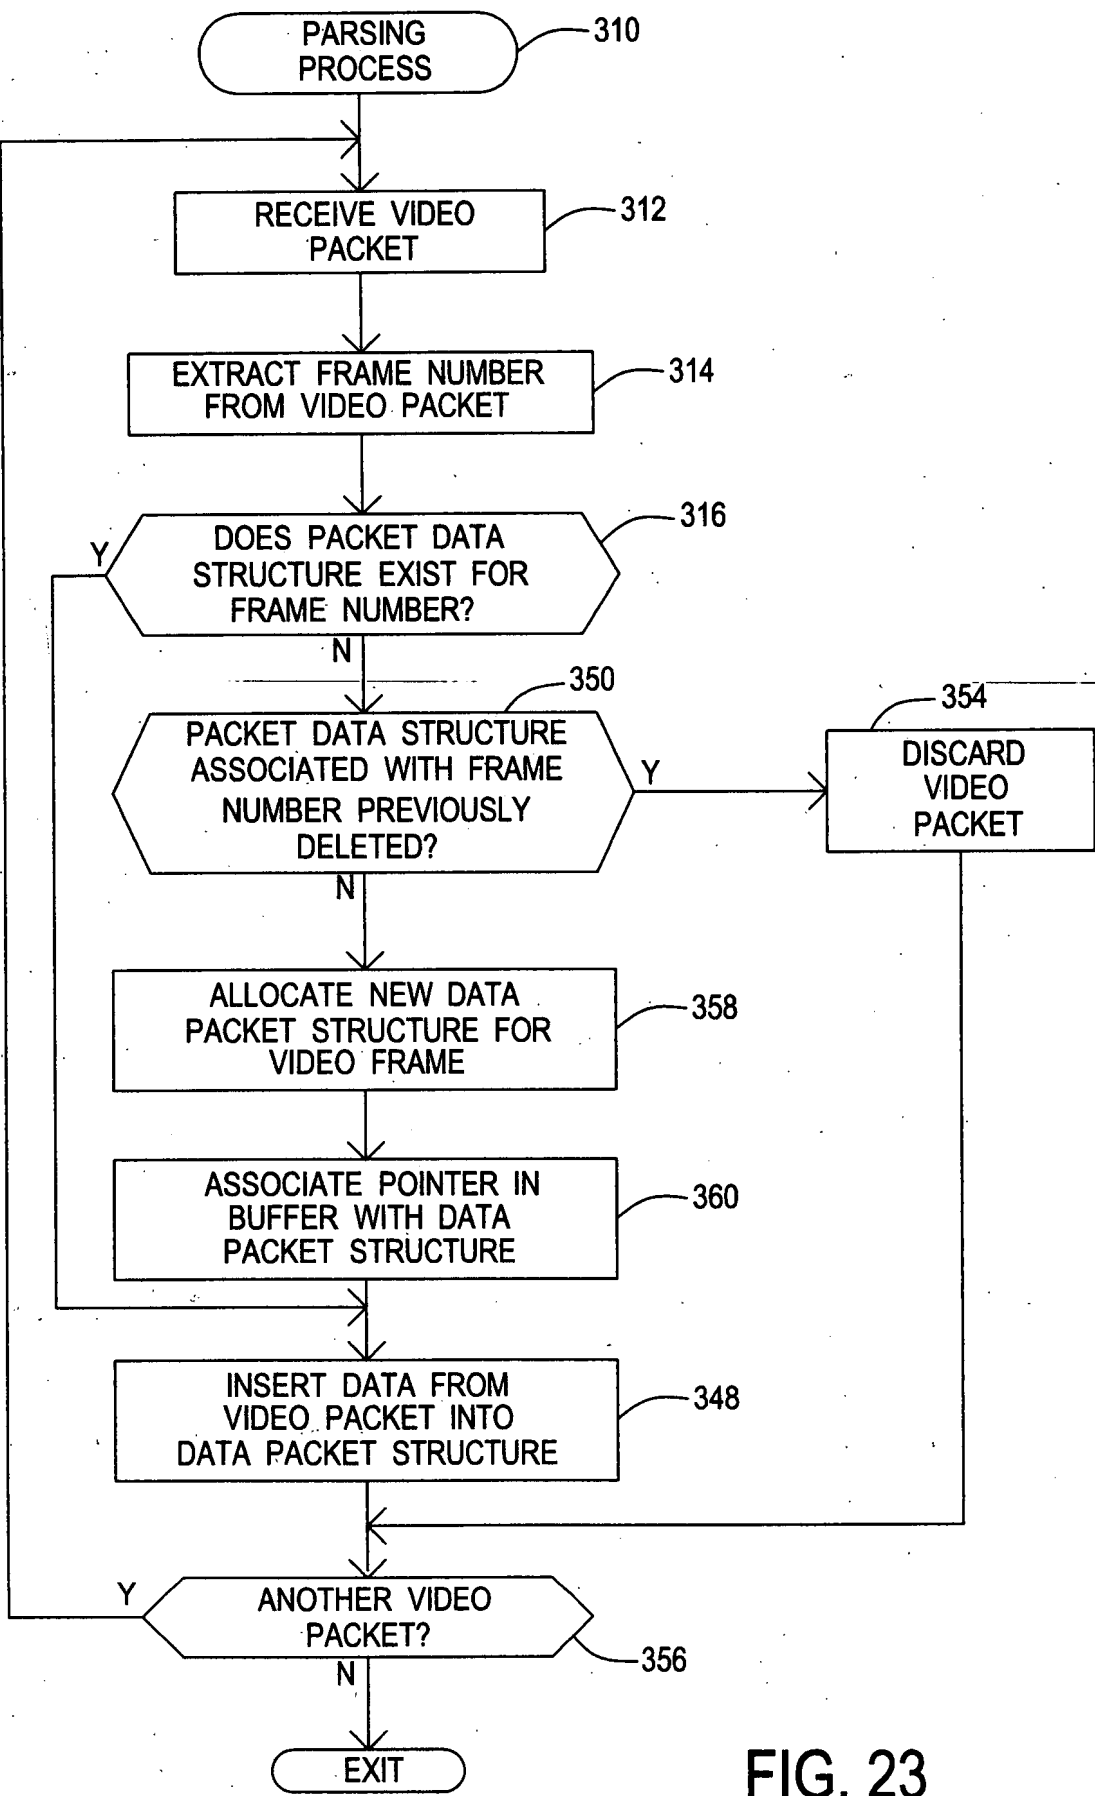 PARSING
PROCESS
310
RECEIVE VIDEO
PACKET
312
EXTRACT FRAME NUMBER
FROM VIDEO PACKET
314
DOES PACKET DATA
STRUCTURE EXIST FOR
FRAME NUMBER?
316
Y
N
PACKET DATA STRUCTURE
ASSOCIATED WITH FRAME
NUMBER PREVIOUSLY
DELETED?
350
Y
N
DISCARD
VIDEO
PACKET
354
ALLOCATE NEW DATA
PACKET STRUCTURE FOR
VIDEO FRAME
358
ASSOCIATE POINTER IN
BUFFER WITH DATA
PACKET STRUCTURE
360
INSERT DATA FROM
VIDEO PACKET INTO
DATA PACKET STRUCTURE
348
ANOTHER VIDEO
PACKET?
356
Y
N
EXIT
FIG. 23